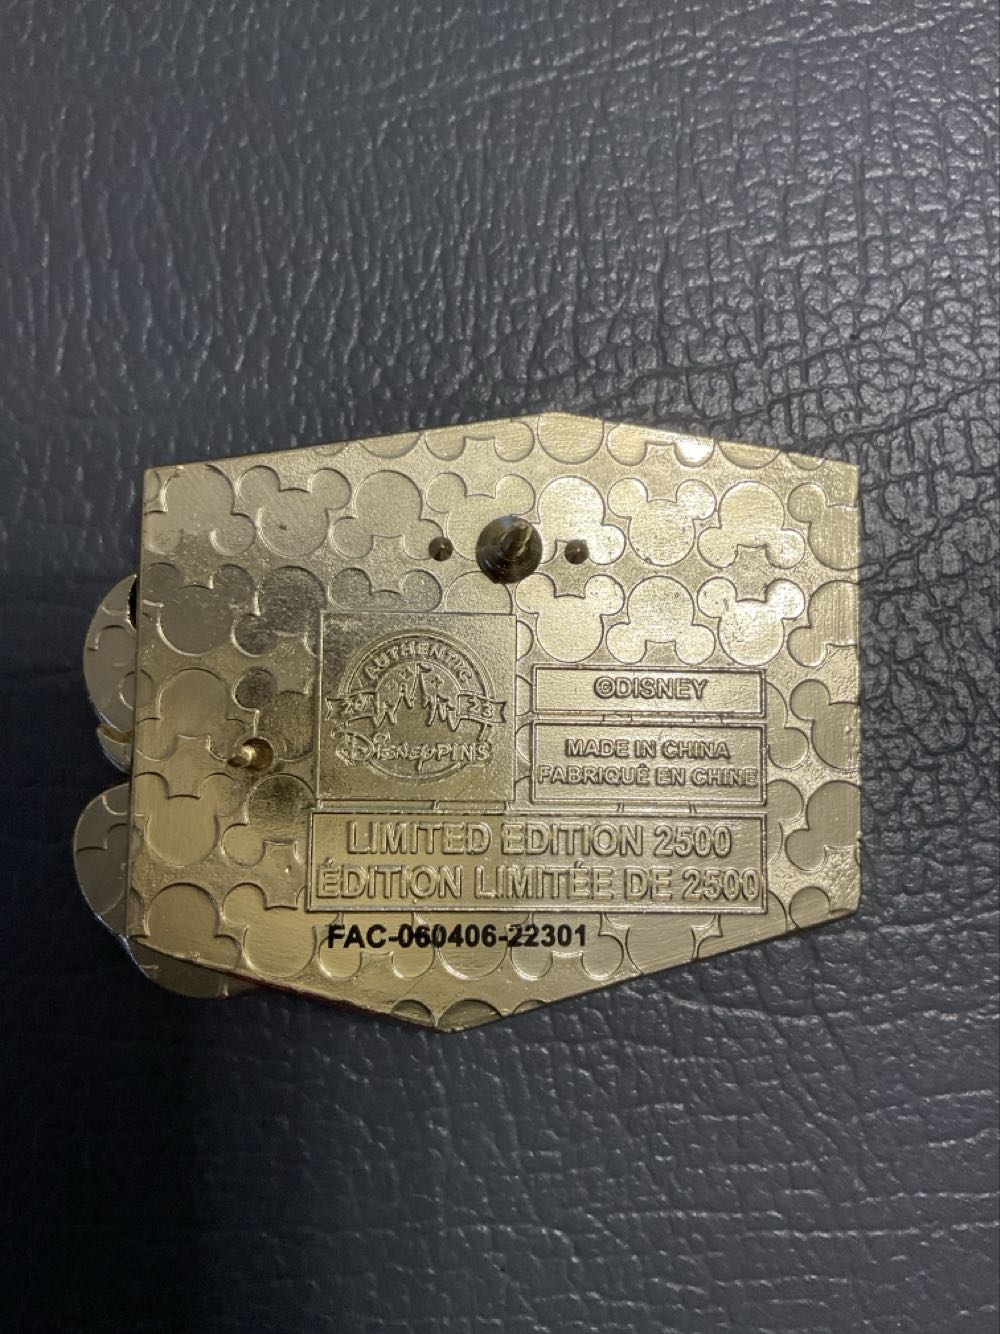 AUTHENTIC
20 23
DISNEYPINS
©DISNEY
MADE IN CHINA
FABRIQUÉ EN CHINE
LIMITED EDITION 2500
ÉDITION LIMITÉE DE 2500
FAC-060406-22301